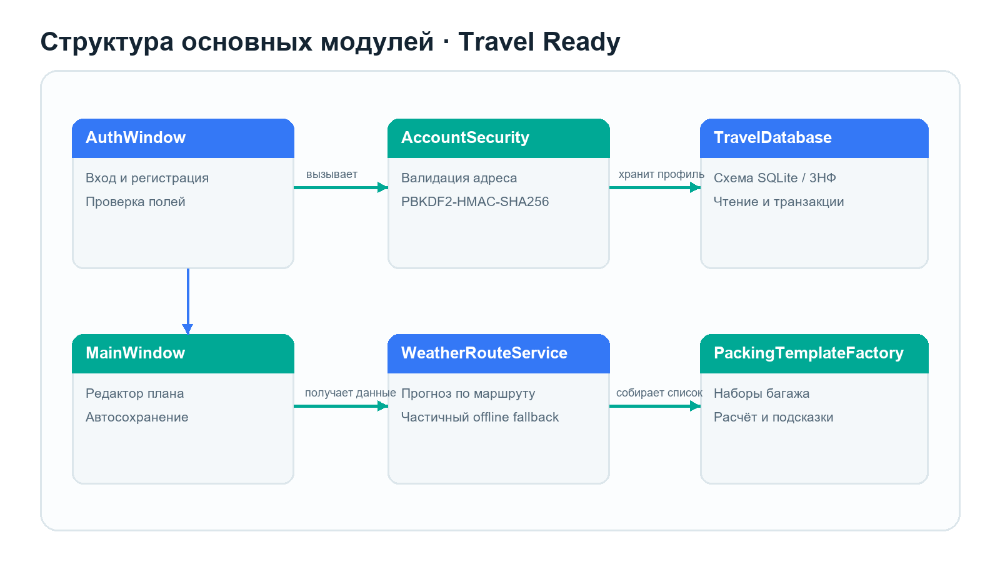 Структура основных модулей · Travel Ready
AuthWindow
Вход и регистрация
Проверка полей
вызывает
AccountSecurity
Валидация адреса
PBKDF2-HMAC-SHA256
хранит профиль
TravelDatabase
Схема SQLite / 3НФ
Чтение и транзакции
MainWindow
Редактор плана
Автосохранение
получает данные
WeatherRouteService
Прогноз по маршруту
Частичный offline fallback
собирает список
PackingTemplateFactory
Наборы багажа
Расчёт и подсказки